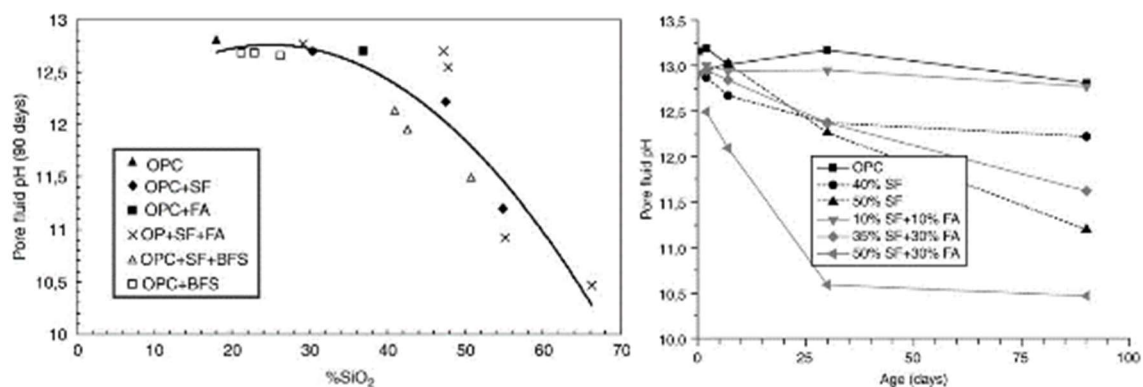 13
12,5
12
11,5
11
10,5
10
Pore fluid pH (90 days)
OPC
OPC+SF
OPC+FA
OP+SF+FA
OPC+SF+BFS
OPC+BFS
0 10 20 30 40 50 60 70
%SiO2
13,5
13,0
12,5
12,0
11,5
11,0
10,5
10,0
Pore fluid pH
OPC
40% SF
50% SF
10% SF+10% FA
35% SF+30% FA
50% SF+30% FA
0 25 50 75 100
Age (days)